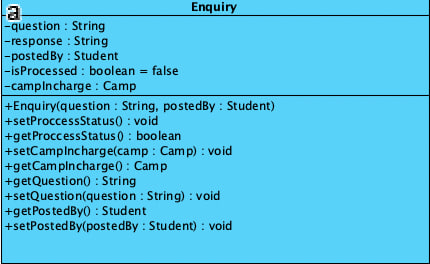 a
Enquiry
-question : String
-response : String
-postedBy : Student
-isProcessed : boolean = false
-campIncharge : Camp
+Enquiry(question : String, postedBy : Student)
+setProccessStatus() : void
+getProccessStatus() : boolean
+setCampIncharge(camp : Camp) : void
+getCampIncharge() : Camp
+getQuestion() : String
+setQuestion(question : String) : void
+getPostedBy() : Student
+setPostedBy(postedBy : Student) : void